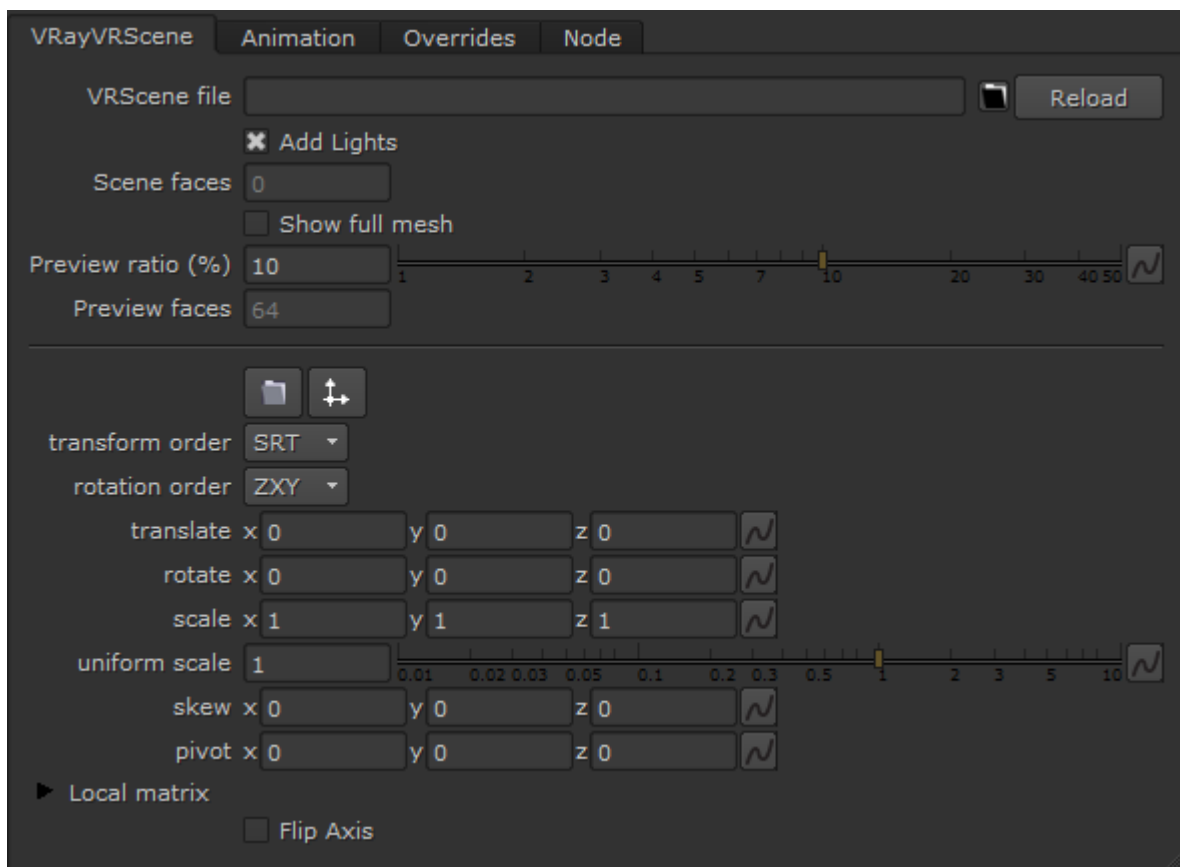 VRayVRScene Animation Overrides Node
VRScene file Reload
Add Lights
Scene faces 0
Show full mesh
Preview ratio (%) 10 1 2 3 4 5 7 10 20 30 40 50
Preview faces 64
transform order SRT
rotation order ZXY
translate x 0 y 0 z 0
rotate x 0 y 0 z 0
scale x 1 y 1 z 1
uniform scale 1 0.01 0.02 0.03 0.05 0.1 0.2 0.3 0.5 1 2 3 5 10
skew x 0 y 0 z 0
pivot x 0 y 0 z 0
Local matrix
Flip Axis